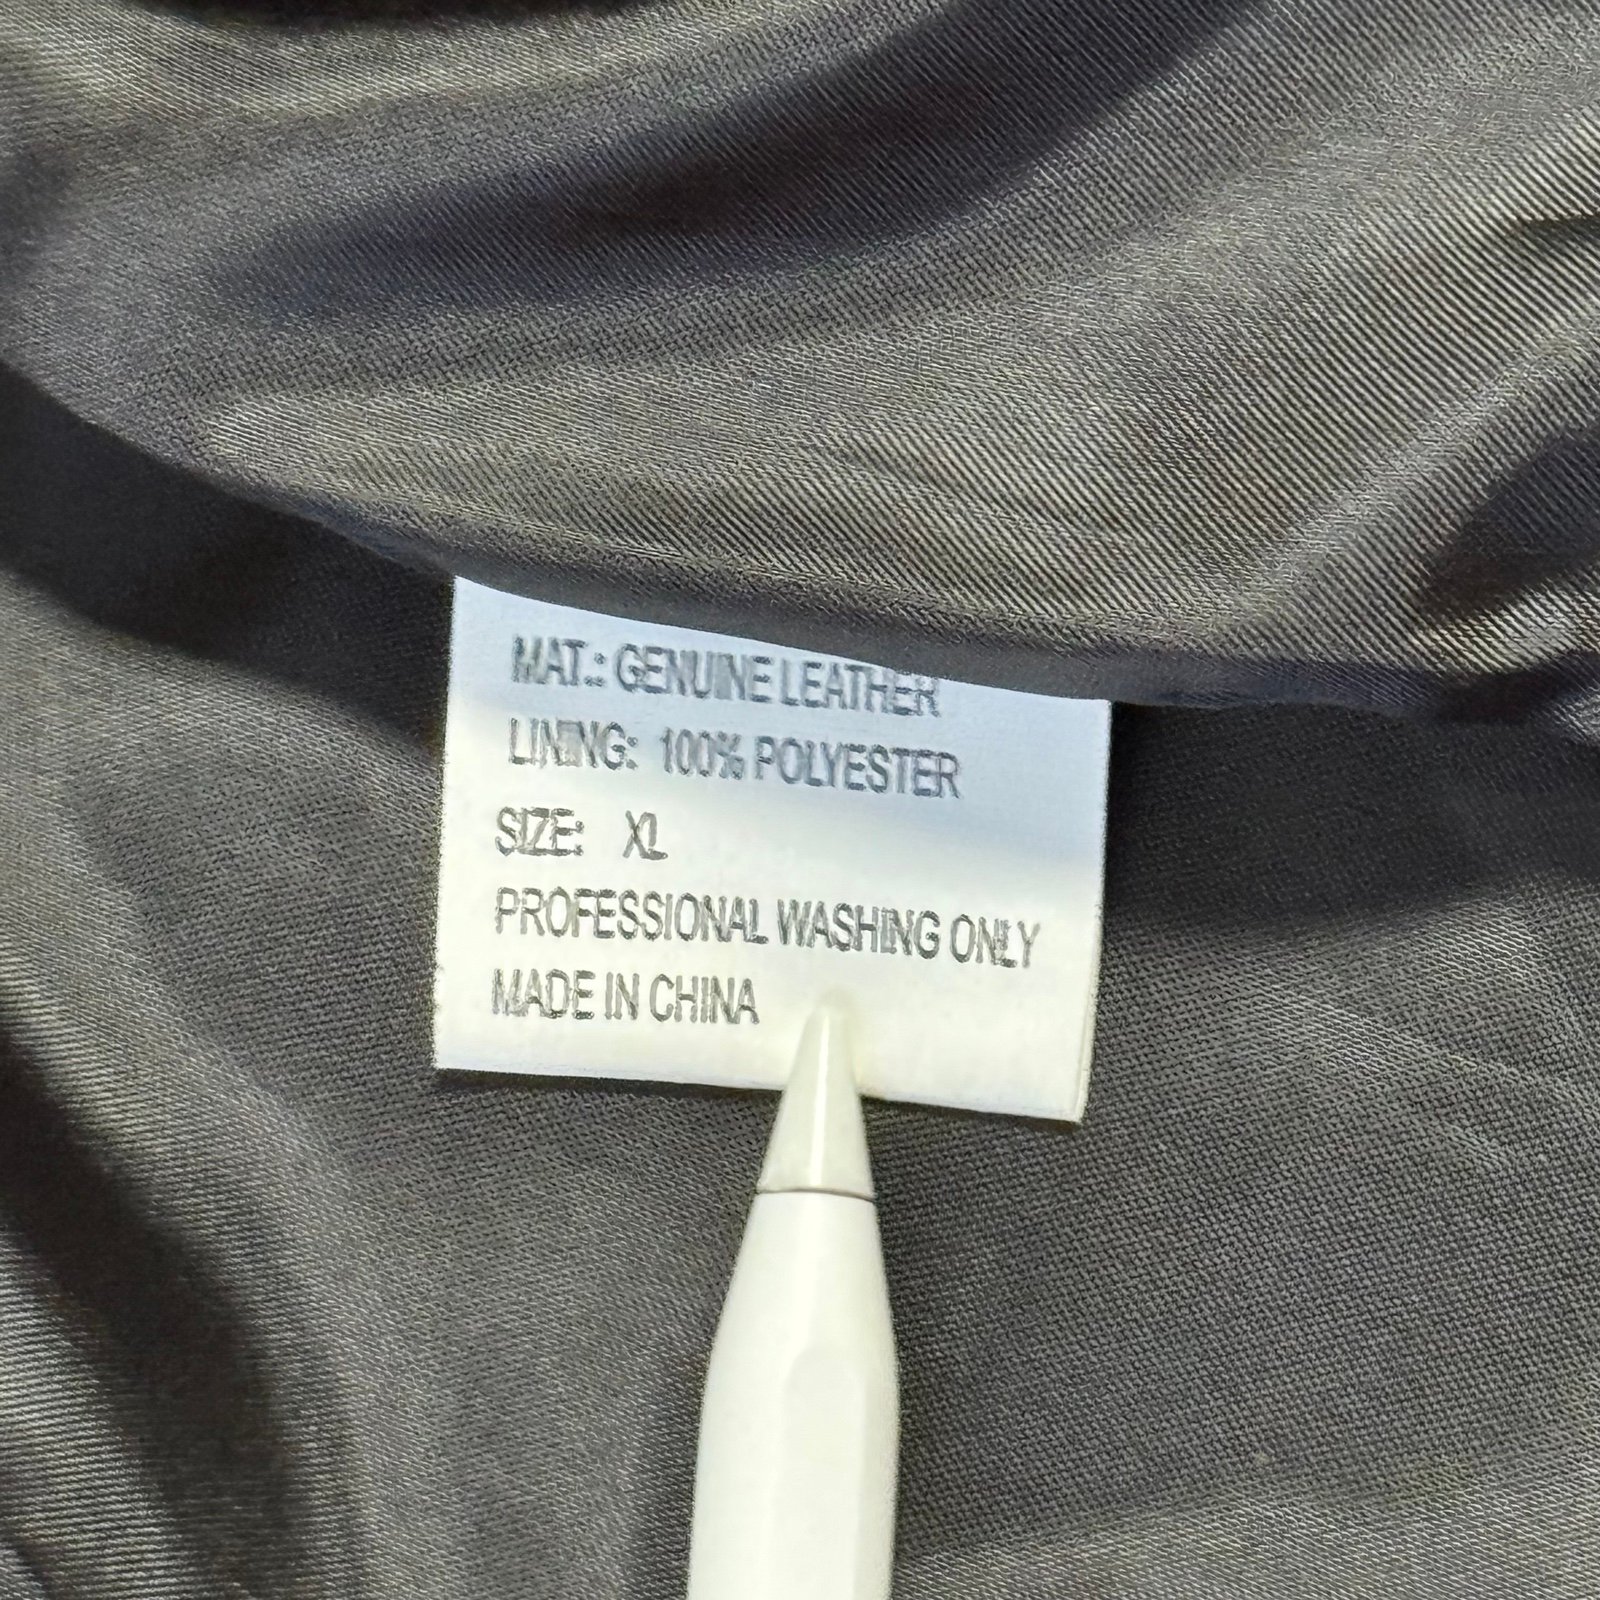 MAT.: GENUINE LEATHER
LINING: 100% POLYESTER
SIZE: XL
PROFESSIONAL WASHING ONLY
MADE IN CHINA